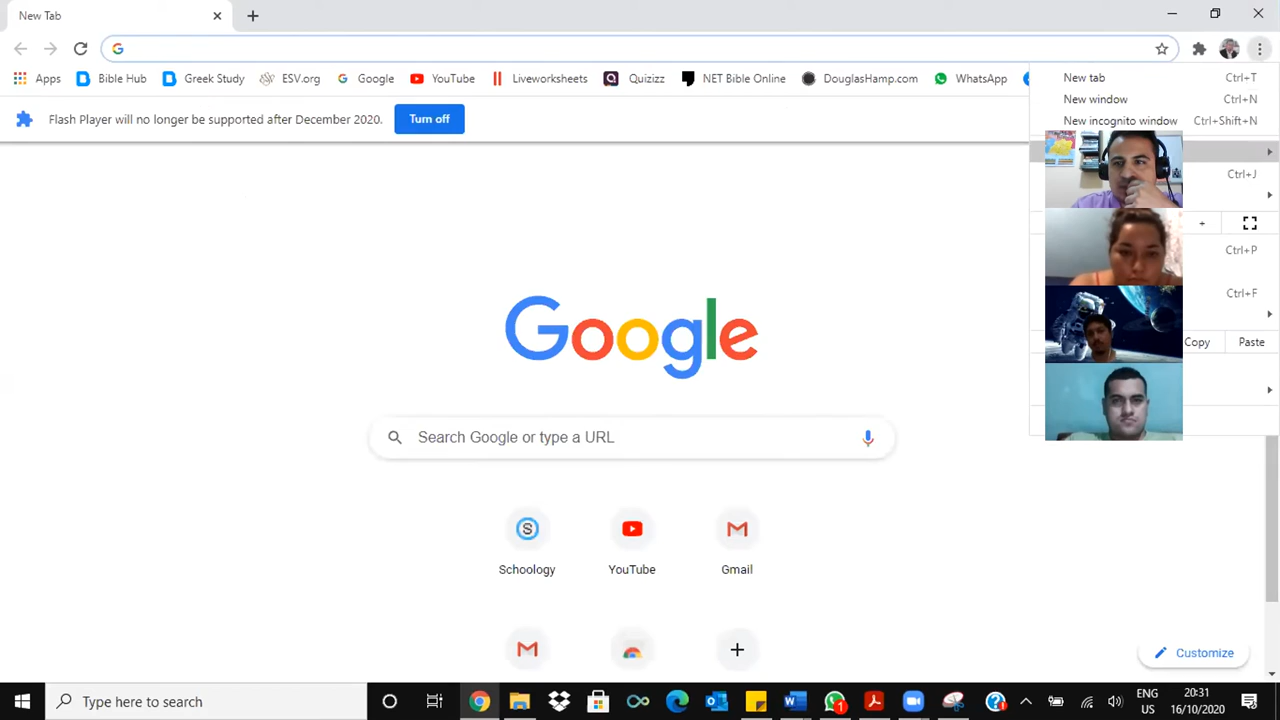 New Tab
Apps Bible Hub Greek Study ESV.org Google YouTube Liveworksheets Quizizz NET Bible Online DouglasHamp.com WhatsApp
New tab Ctrl+T
New window Ctrl+N
New incognito window Ctrl+Shift+N
Flash Player will no longer be supported after December 2020. Turn off
Ctrl+J
+
Ctrl+P
Ctrl+F
Copy Paste
Google
Search Google or type a URL
Schoology YouTube Gmail
Customize
Type here to search
ENG
US
20:31
16/10/2020